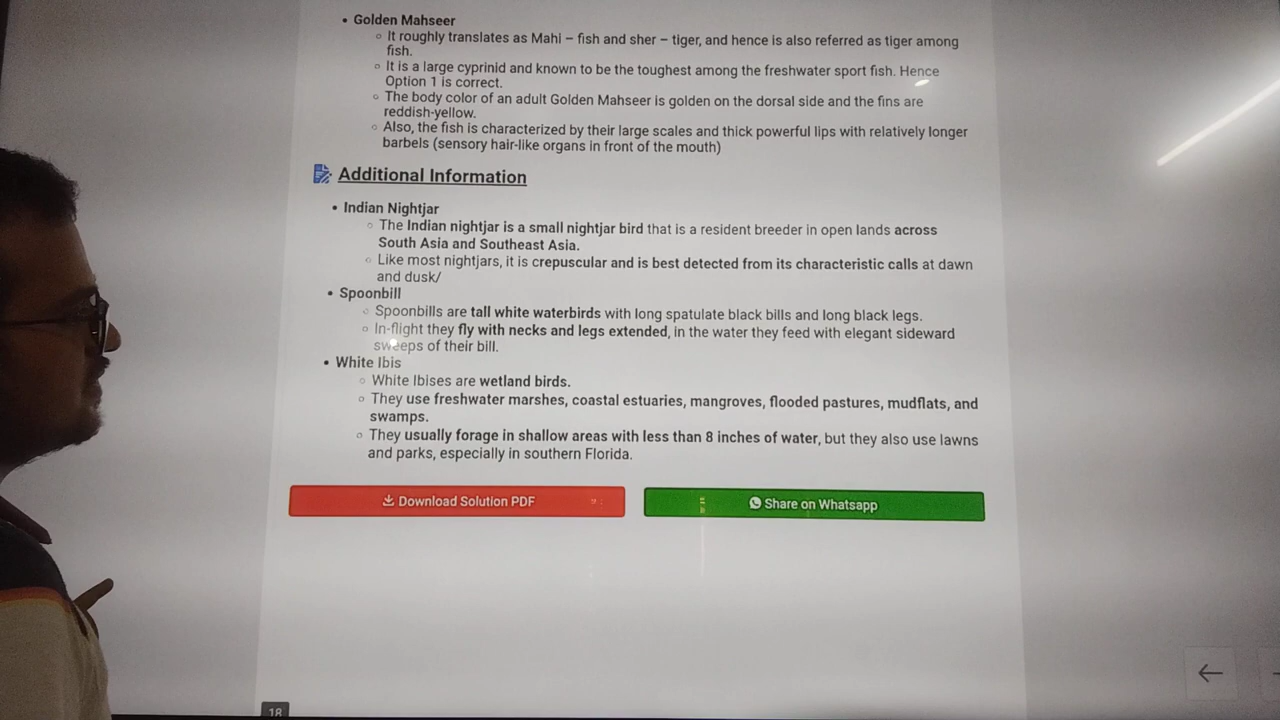 • Golden Mahseer
○ It roughly translates as Mahi – fish and sher – tiger, and hence is also referred as tiger among
fish.
○ It is a large cyprinid and known to be the toughest among the freshwater sport fish. Hence
Option 1 is correct.
○ The body color of an adult Golden Mahseer is golden on the dorsal side and the fins are
reddish-yellow.
○ Also, the fish is characterized by their large scales and thick powerful lips with relatively longer
barbels (sensory hair-like organs in front of the mouth)
Additional Information
• Indian Nightjar
○ The Indian nightjar is a small nightjar bird that is a resident breeder in open lands across
South Asia and Southeast Asia.
○ Like most nightjars, it is crepuscular and is best detected from its characteristic calls at dawn
and dusk/
• Spoonbill
○ Spoonbills are tall white waterbirds with long spatulate black bills and long black legs.
○ In-flight they fly with necks and legs extended, in the water they feed with elegant sideward
sweeps of their bill.
• White Ibis
○ White Ibises are wetland birds.
○ They use freshwater marshes, coastal estuaries, mangroves, flooded pastures, mudflats, and
swamps.
○ They usually forage in shallow areas with less than 8 inches of water, but they also use lawns
and parks, especially in southern Florida.
Download Solution PDF
Share on Whatsapp
18